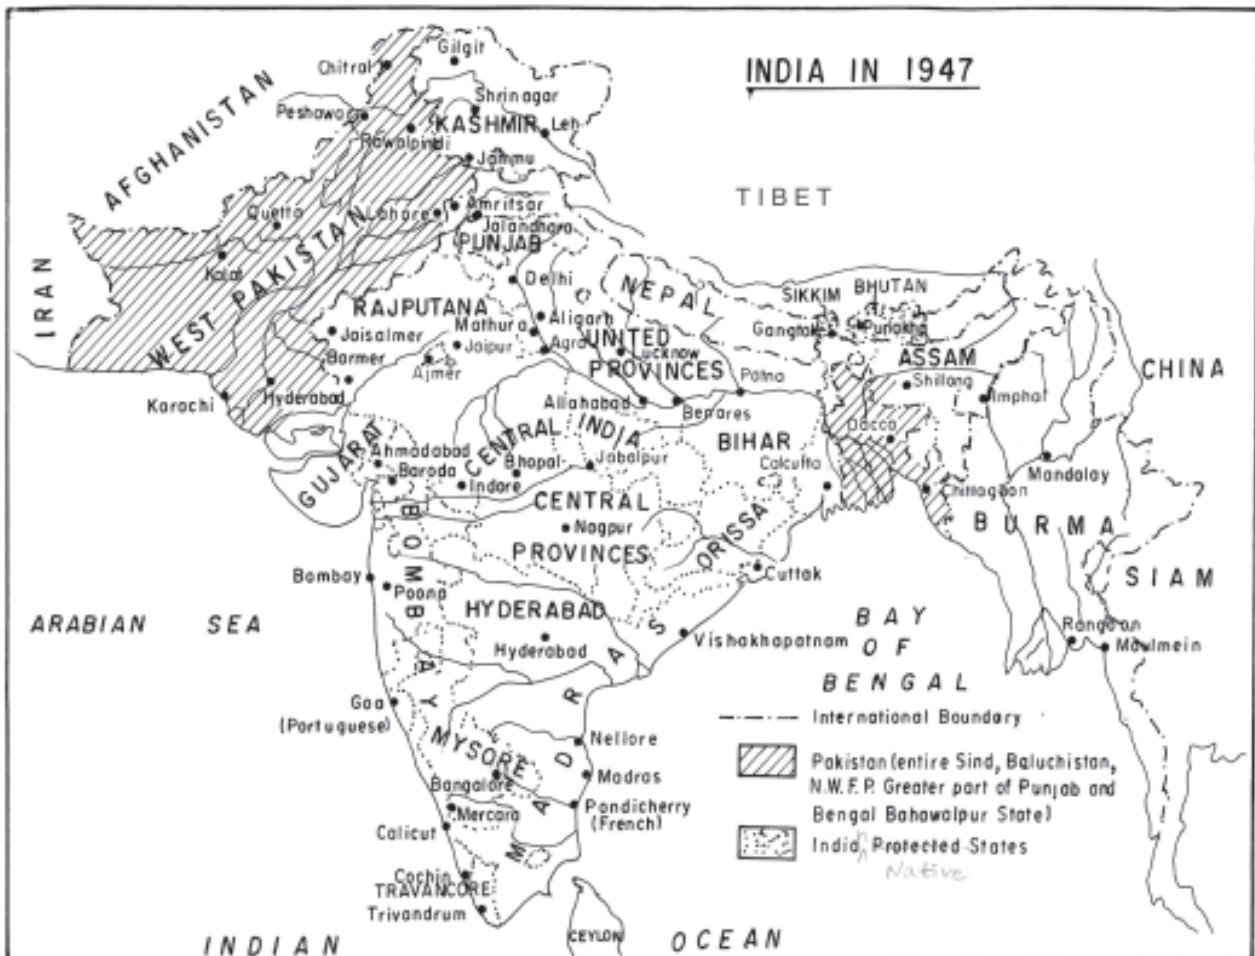 INDIA IN 1947
Gilgit
Chitral
Shrinagar
Peshawar
KASHMIR
Leh
Rawalpindi
Jammu
AFGHANISTAN
TIBET
Amritsar
Lahore
Jalandhara
Quetta
PUNJAB
IRAN
Kalat
WEST PAKISTAN
Delhi
NEPAL
SIKKIM
BHUTAN
RAJPUTANA
Jaisalmer
Mathura
Aligarh
UNITED
Gangtok
Punakha
Barmer
Jaipur
Agra
Lucknow
ASSAM
CHINA
Ajmer
PROVINCES
Patna
Shillong
Karachi
Hyderabad
Allahabad
Benares
Imphal
GUJARAT
CENTRAL INDIA
BIHAR
Dacca
Ahmadabad
Baroda
Bhopal
Jabalpur
Calcutta
Mandalay
Indore
Chittagoan
CENTRAL
Nagpur
ORISSA
BURMA
PROVINCES
Bombay
BOMBAY
Cuttak
SIAM
Poona
HYDERABAD
ARABIAN SEA
Hyderabad
Vishakhapatnam
BAY
OF
BENGAL
Rangoon
Maulmein
MADRAS
Goa
(Portuguese)
International Boundary
MYSORE
Nellore
Pakistan (entire Sind, Baluchistan,
N.W.F.P. Greater part of Punjab and
Bengal Bahawalpur State)
Bangalore
Madras
Mercara
Pondicherry
(French)
Calicut
Indian Protected States
Native
Cochin
TRAVANCORE
Trivandrum
CEYLON
INDIAN OCEAN